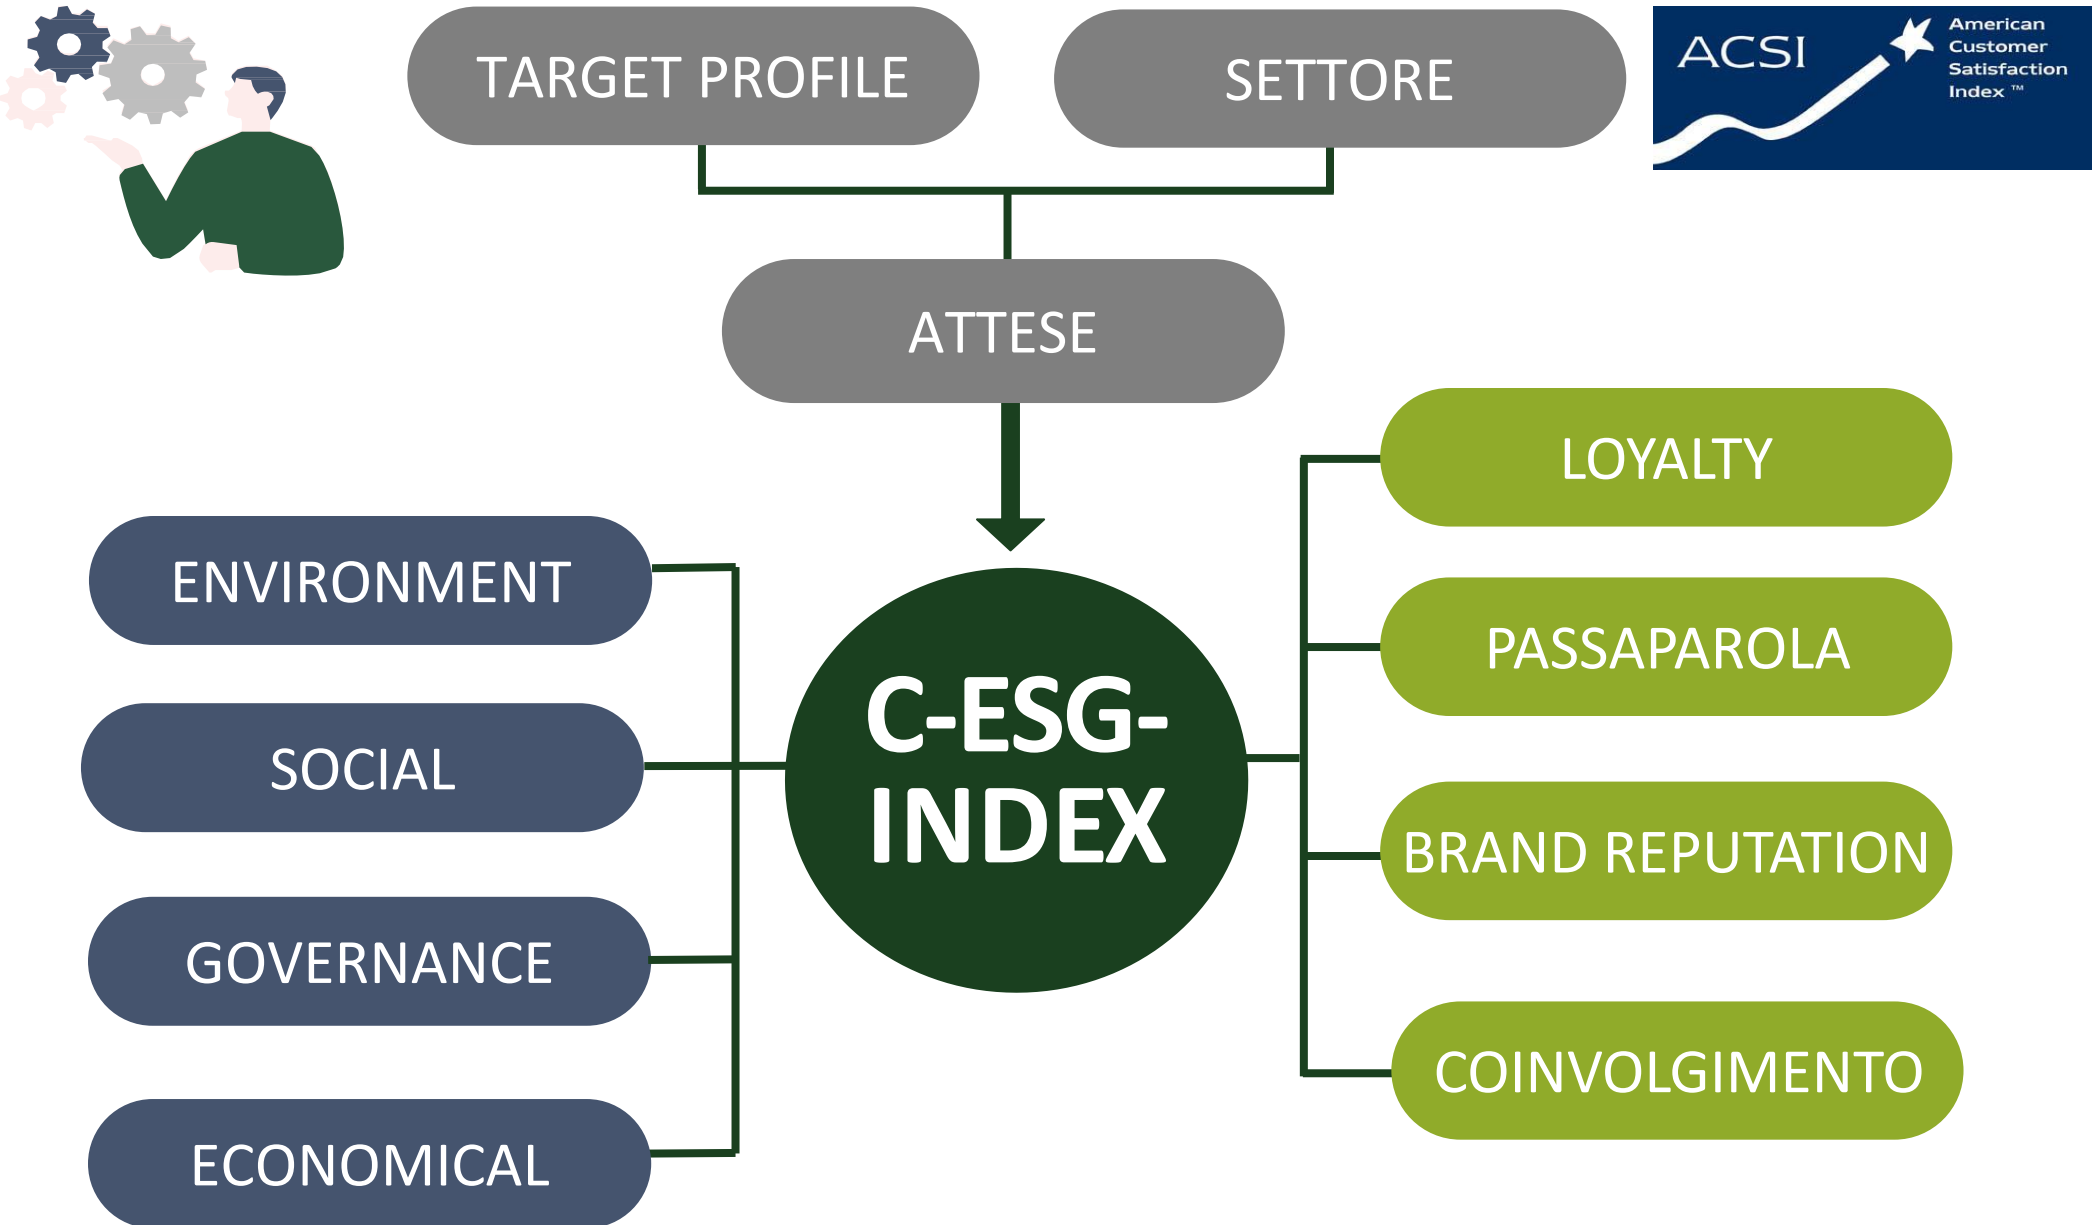 TARGET PROFILE
SETTORE
ACSI
American
Customer
Satisfaction
Index ™
ATTESE
ENVIRONMENT
SOCIAL
GOVERNANCE
ECONOMICAL
C-ESG-
INDEX
LOYALTY
PASSAPAROLA
BRAND REPUTATION
COINVOLGIMENTO